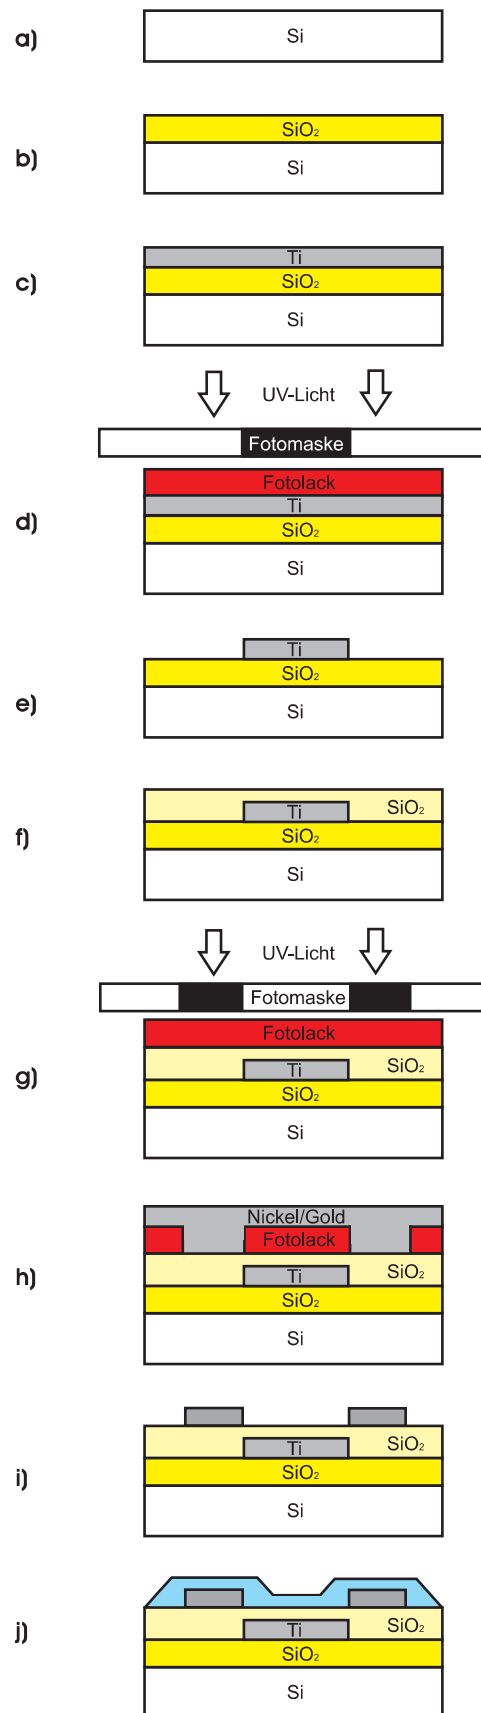 a)
Si
SiO₂
b)
Si
Ti
c)
SiO₂
Si
UV-Licht
Fotomaske
Fotolack
d)
Ti
SiO₂
Si
Ti
SiO₂
e)
Si
SiO₂
Ti
f)
SiO₂
Si
UV-Licht
Fotomaske
Fotolack
SiO₂
g)
Ti
SiO₂
Si
Nickel/Gold
Fotolack
SiO₂
h)
Ti
SiO₂
Si
SiO₂
Ti
i)
SiO₂
Si
SiO₂
j)
Ti
SiO₂
Si